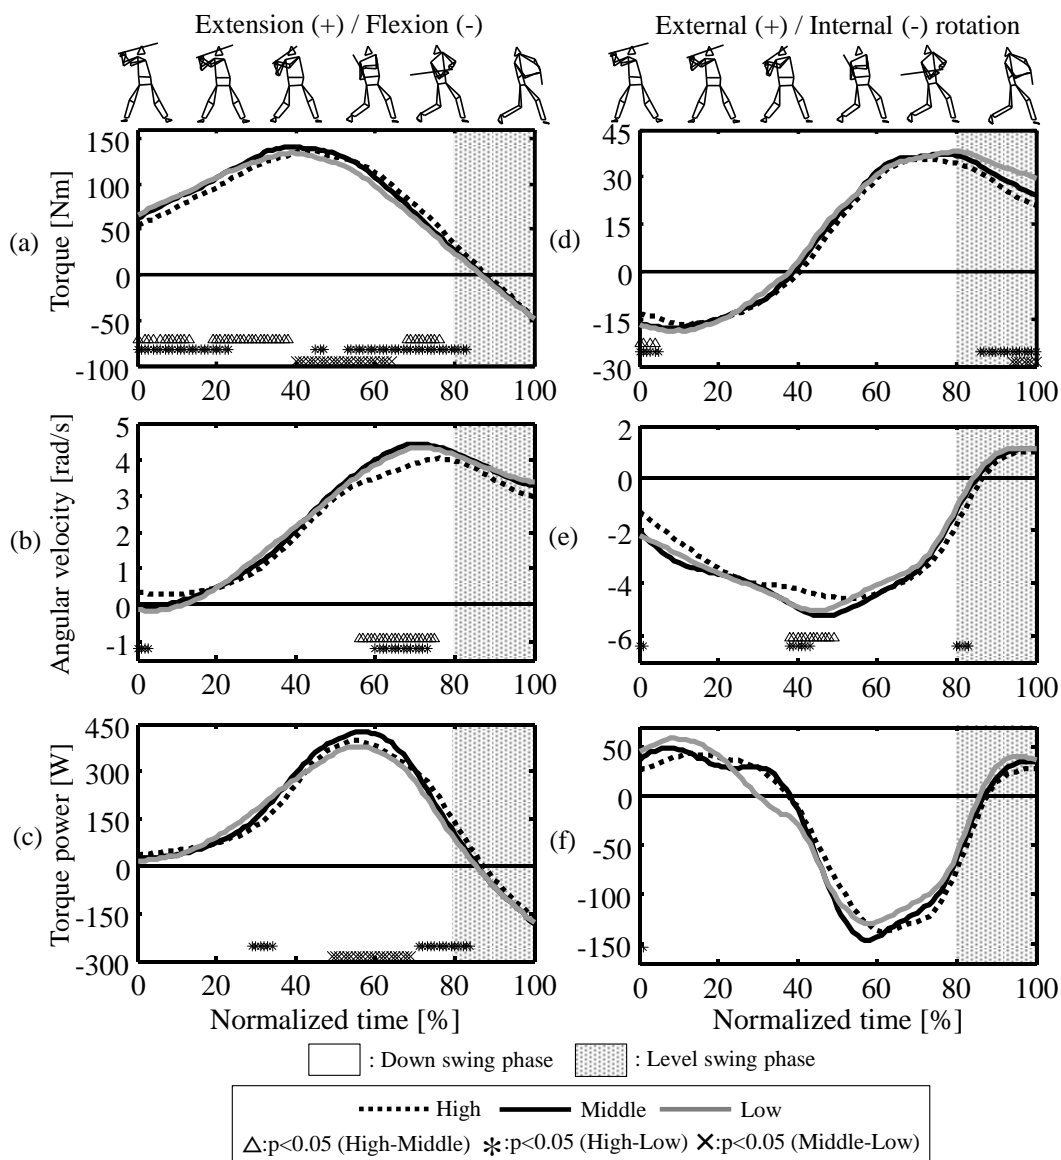 Extension (+) / Flexion (-)
External (+) / Internal (-) rotation
(a)
Torque [Nm]
150
100
50
0
-50
-100
0 20 40 60 80 100
(d)
45
30
15
0
-15
-30
0 20 40 60 80 100
(b)
Angular velocity [rad/s]
5
4
3
2
1
0
-1
0 20 40 60 80 100
(e)
2
0
-2
-4
-6
0 20 40 60 80 100
(c)
Torque power [W]
450
300
150
0
-150
-300
0 20 40 60 80 100
Normalized time [%]
(f)
50
0
-50
-100
-150
0 20 40 60 80 100
Normalized time [%]
: Down swing phase : Level swing phase
High Middle Low
△:p<0.05 (High-Middle) *:p<0.05 (High-Low) ×:p<0.05 (Middle-Low)